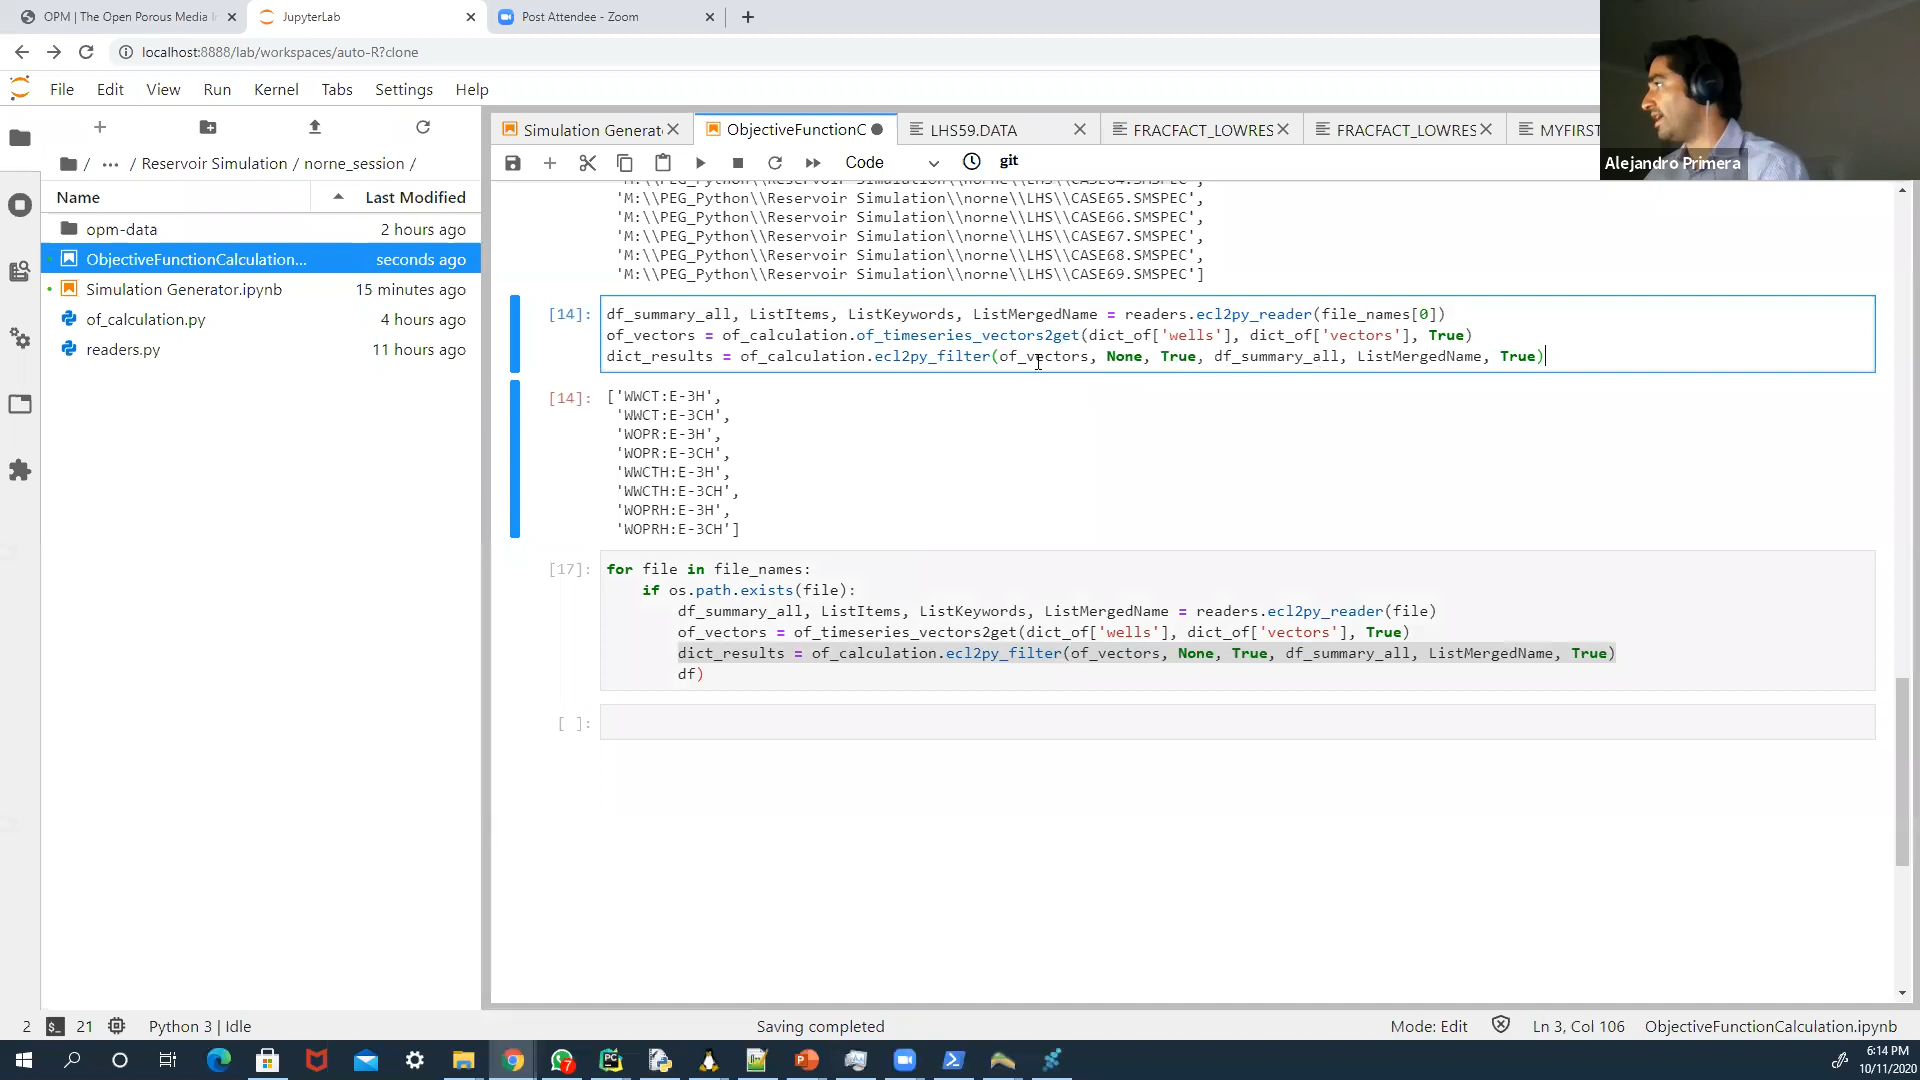 OPM | The Open Porous Media I
JupyterLab
Post Attendee - Zoom
localhost:8888/lab/workspaces/auto-R?clone
File Edit View Run Kernel Tabs Settings Help
Alejandro Primera
Simulation Generat
ObjectiveFunctionC
LHS59.DATA
FRACFACT_LOWRES
FRACFACT_LOWRES
MYFIRST
/ ... / Reservoir Simulation / norne_session /
Code
git
Name Last Modified
opm-data 2 hours ago
ObjectiveFunctionCalculation... seconds ago
Simulation Generator.ipynb 15 minutes ago
of_calculation.py 4 hours ago
readers.py 11 hours ago
'M:\\PEG_Python\\Reservoir Simulation\\norne\\LHS\\CASE64.SMSPEC',
'M:\\PEG_Python\\Reservoir Simulation\\norne\\LHS\\CASE65.SMSPEC',
'M:\\PEG_Python\\Reservoir Simulation\\norne\\LHS\\CASE66.SMSPEC',
'M:\\PEG_Python\\Reservoir Simulation\\norne\\LHS\\CASE67.SMSPEC',
'M:\\PEG_Python\\Reservoir Simulation\\norne\\LHS\\CASE68.SMSPEC',
'M:\\PEG_Python\\Reservoir Simulation\\norne\\LHS\\CASE69.SMSPEC']
[14]: df_summary_all, ListItems, ListKeywords, ListMergedName = readers.ecl2py_reader(file_names[0])
of_vectors = of_calculation.of_timeseries_vectors2get(dict_of['wells'], dict_of['vectors'], True)
dict_results = of_calculation.ecl2py_filter(of_vectors, None, True, df_summary_all, ListMergedName, True)
[14]: ['WWCT:E-3H',
'WWCT:E-3CH',
'WOPR:E-3H',
'WOPR:E-3CH',
'WWCTH:E-3H',
'WWCTH:E-3CH',
'WOPRH:E-3H',
'WOPRH:E-3CH']
[17]: for file in file_names:
if os.path.exists(file):
df_summary_all, ListItems, ListKeywords, ListMergedName = readers.ecl2py_reader(file)
of_vectors = of_timeseries_vectors2get(dict_of['wells'], dict_of['vectors'], True)
dict_results = of_calculation.ecl2py_filter(of_vectors, None, True, df_summary_all, ListMergedName, True)
df)
[ ]:
2 21 Python 3 | Idle Saving completed Mode: Edit Ln 3, Col 106 ObjectiveFunctionCalculation.ipynb
7
6:14 PM
10/11/2020